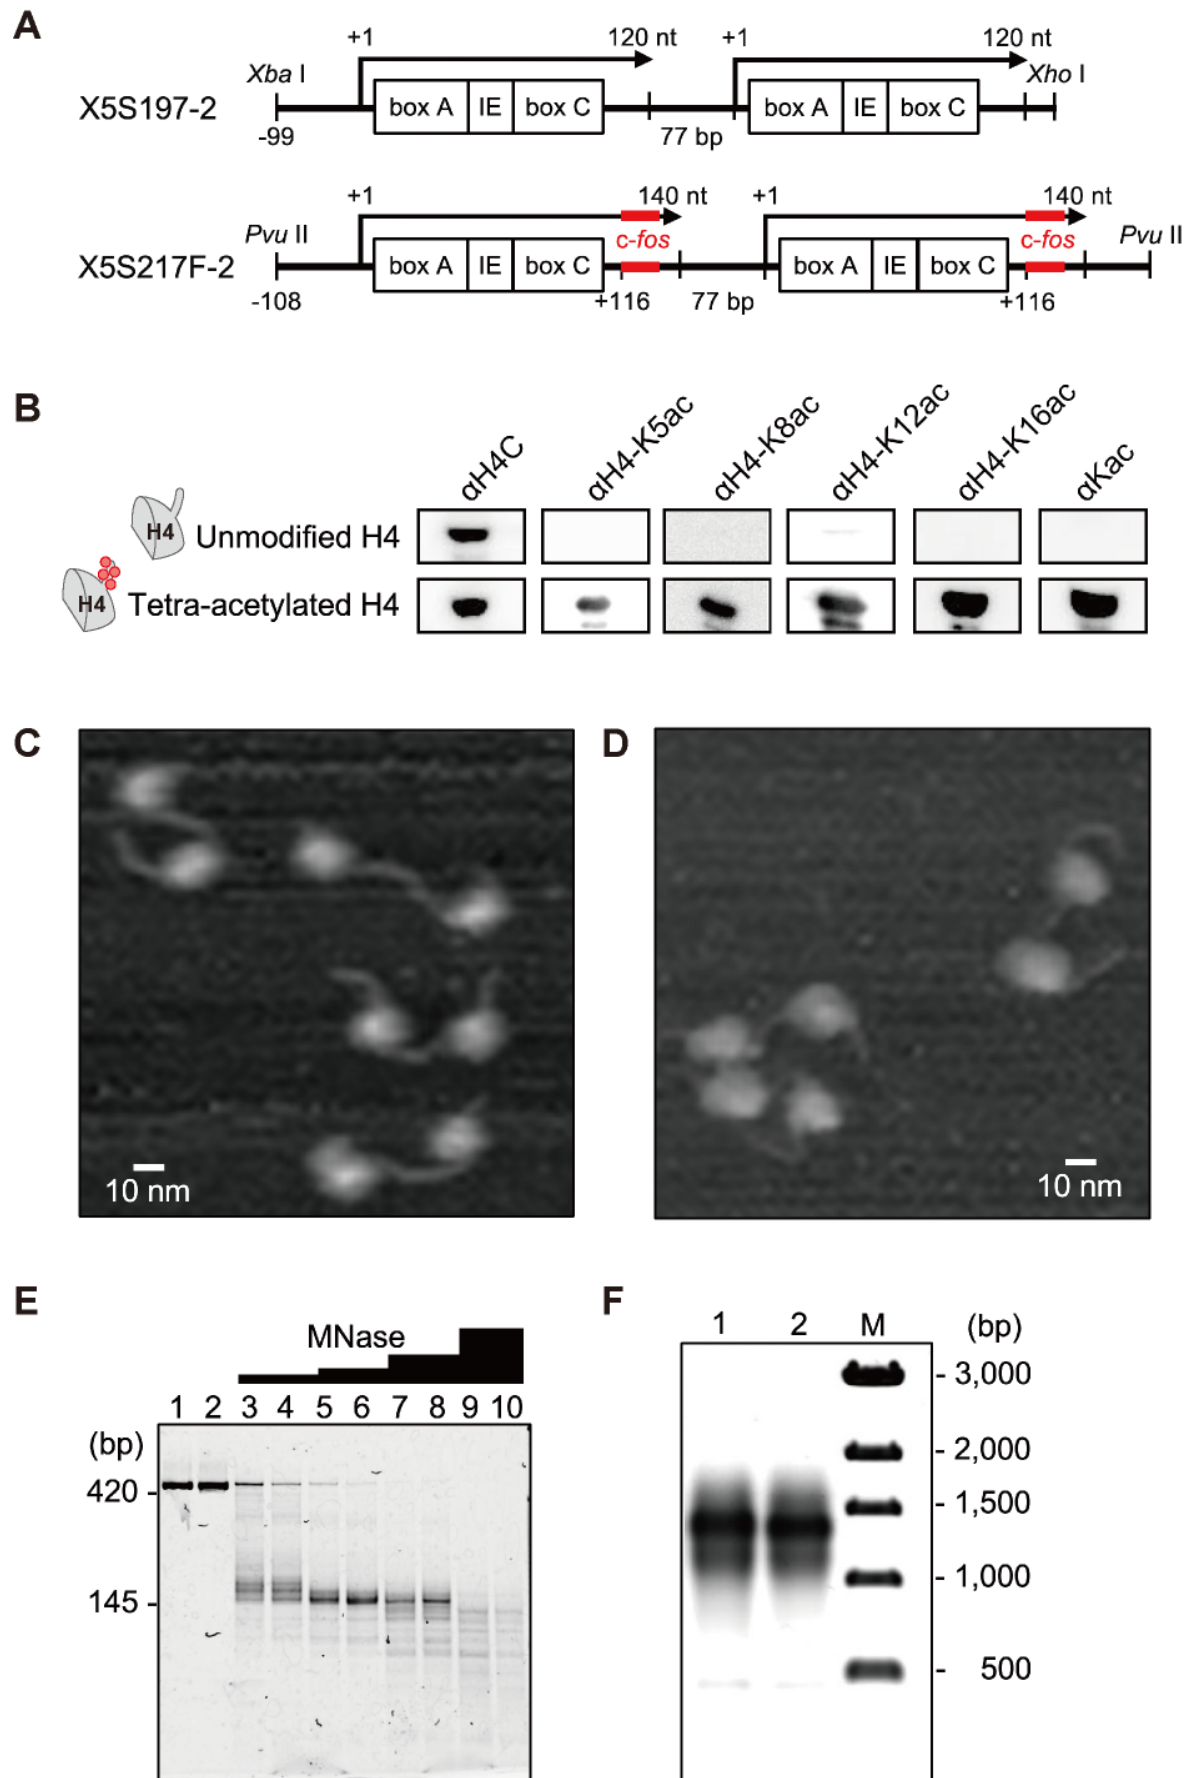 A
+1 120 nt +1 120 nt
Xba I Xho I
X5S197-2 box A IE box C box A IE box C
-99 77 bp
+1 140 nt +1 140 nt
Pvu II c-fos c-fos Pvu II
X5S217F-2 box A IE box C box A IE box C
-108 +116 77 bp +116
B
αH4C αH4-K5ac αH4-K8ac αH4-K12ac αH4-K16ac αKac
H4 Unmodified H4
H4 Tetra-acetylated H4
C D
10 nm 10 nm
E
MNase
1 2 3 4 5 6 7 8 9 10
(bp)
420 -
145 -
F
1 2 M (bp)
- 3,000
- 2,000
- 1,500
- 1,000
- 500